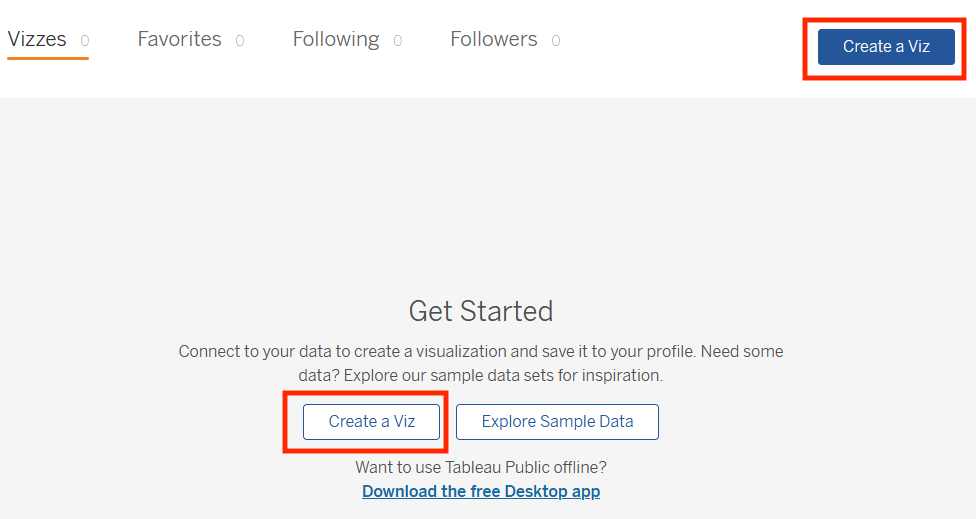 Vizzes 0 Favorites 0 Following 0 Followers 0 Create a Viz
Get Started
Connect to your data to create a visualization and save it to your profile. Need some
data? Explore our sample data sets for inspiration.
Create a Viz Explore Sample Data
Want to use Tableau Public offline?
Download the free Desktop app